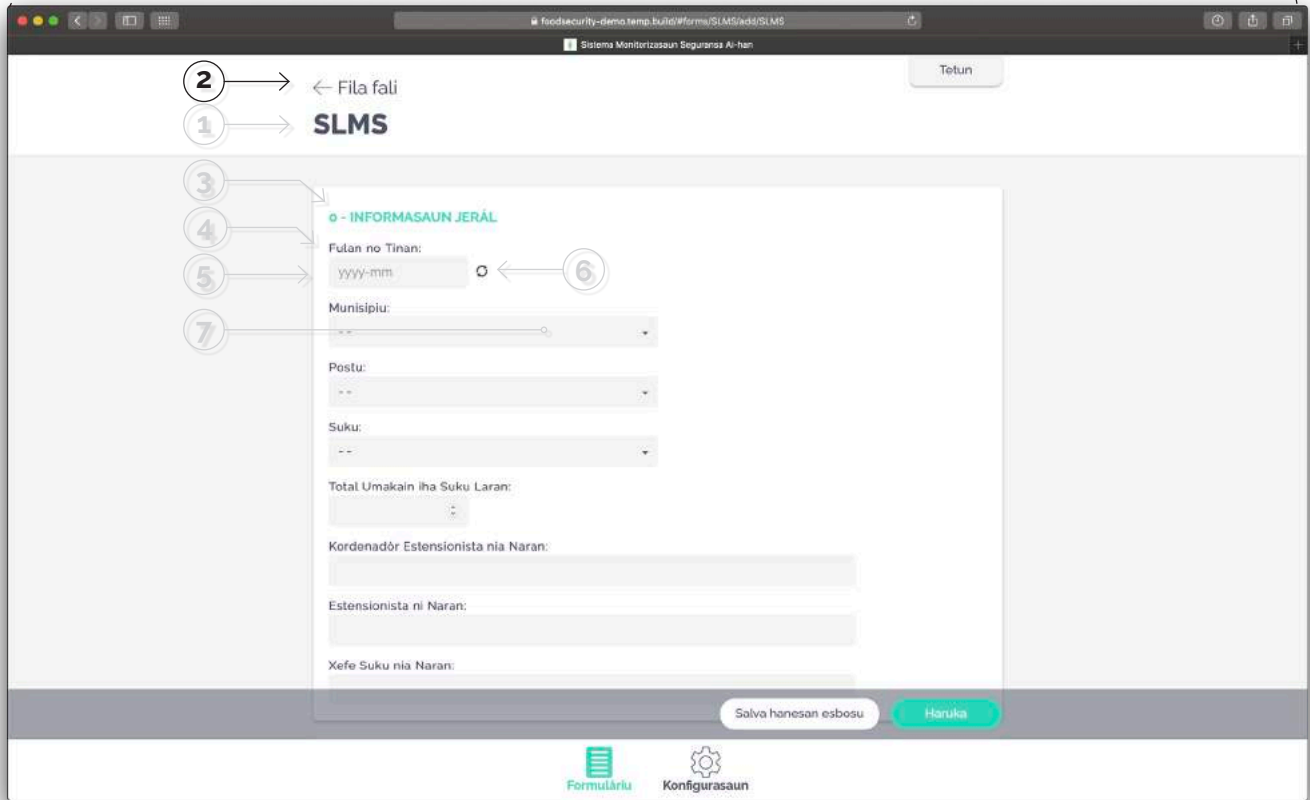 foodsecurity-demo.temp.build/#forms/SLMS/add/SLMS
Sistema Monitorizasaun Seguransa Ai-han
Tetun
2
← Fila fali
1
SLMS
3
0 - INFORMASAUN JERÁL
4
Fulan no Tinan:
5
yyyy-mm
6
Munisipiu:
7
--
Postu:
--
Suku:
--
Total Umakain iha Suku Laran:
Kordenadór Estensionista nia Naran:
Estensionista ni Naran:
Xefe Suku nia Naran:
Salva hanesan esbosu
Haruka
Formuláriu
Konfigurasaun